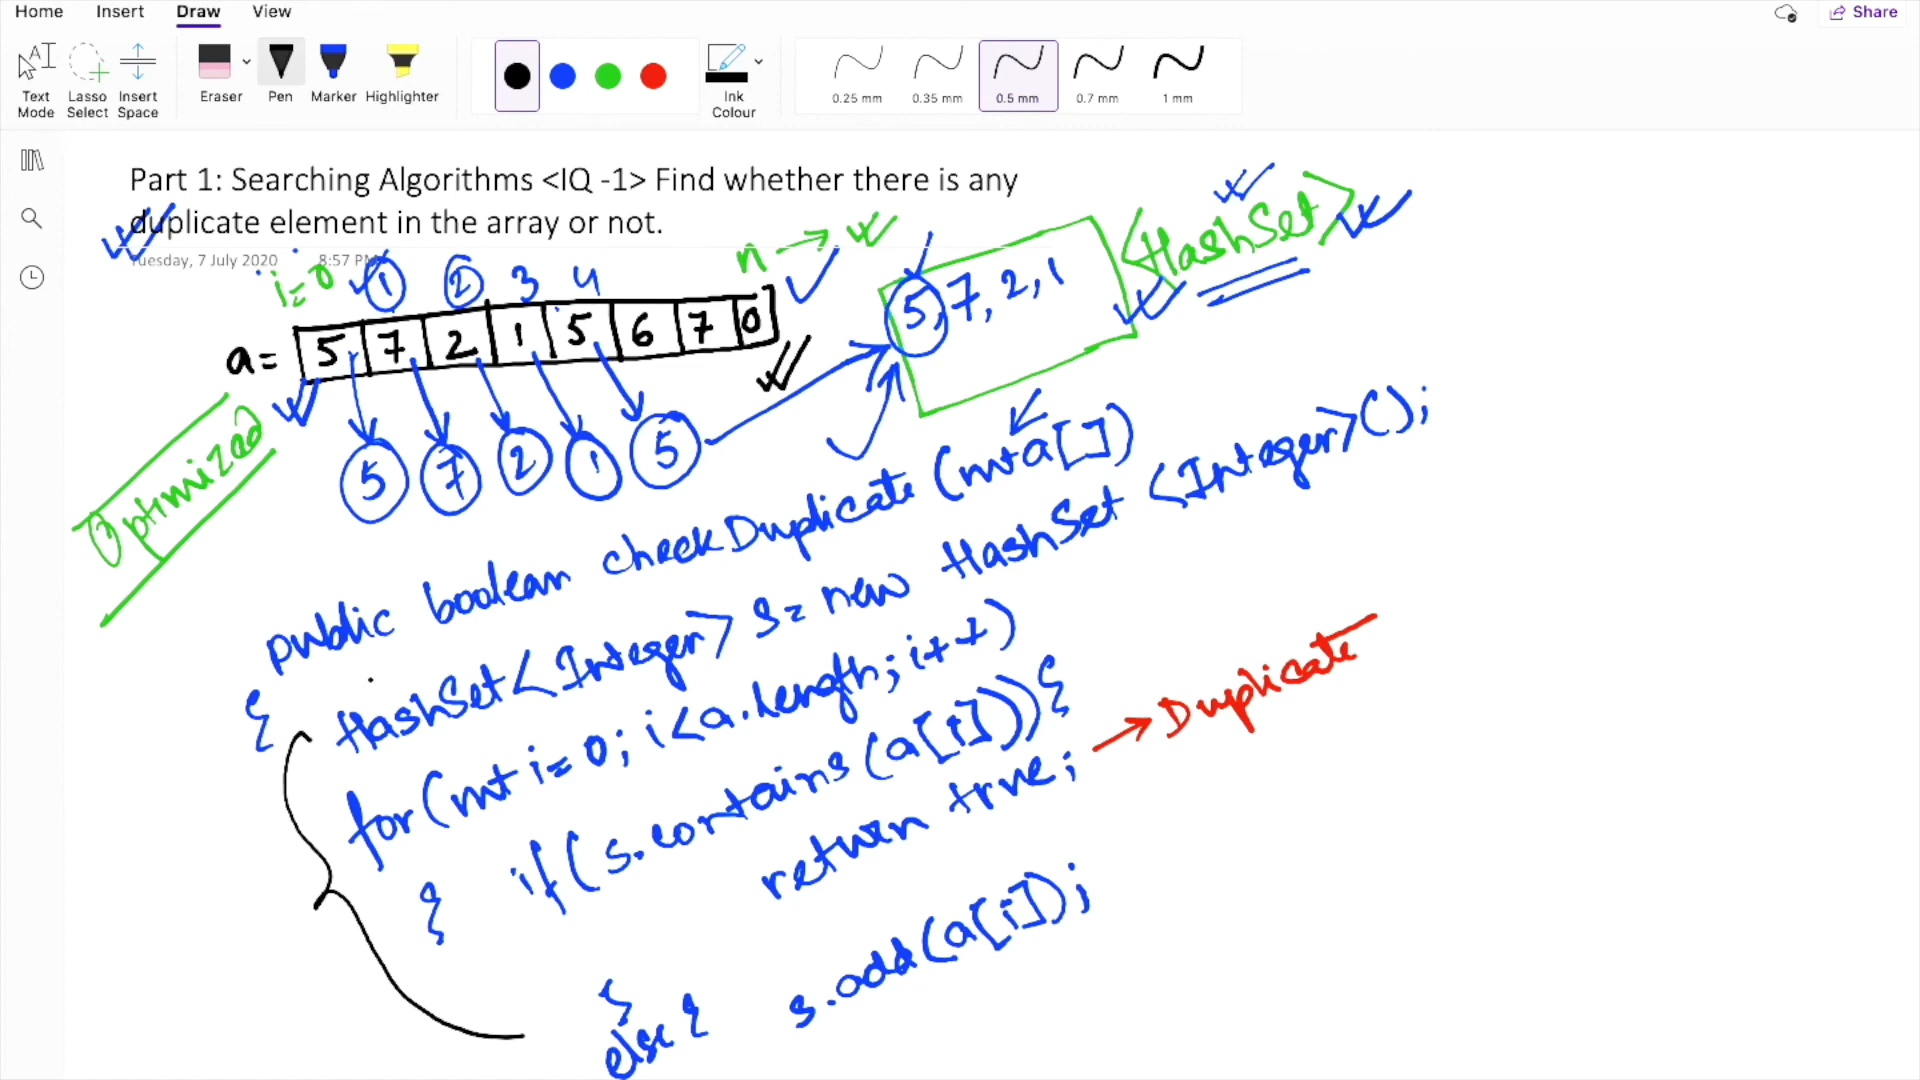 Home Insert Draw View
Share
Text Mode
Lasso Select
Insert Space
Eraser
Pen
Marker
Highlighter
Ink Colour
0.25 mm
0.35 mm
0.5 mm
0.7 mm
1 mm
Part 1: Searching Algorithms <IQ -1> Find whether there is any
duplicate element in the array or not.
Tuesday, 7 July 2020 8:57 PM
<HashSet>
n →
i=0 1 2 3 4
5, 7, 2, 1
a= 5 7 2 1 5 6 7 0
Optimized
5 7 2 1 5
public boolean checkDuplicate (int a[])
{ HashSet<Integer> s= new HashSet <Integer>();
for(int i=0; i<a.length; i++)
{ if(s.contains(a[i])){
return true; → Duplicate
}
else{ s.add(a[i]);